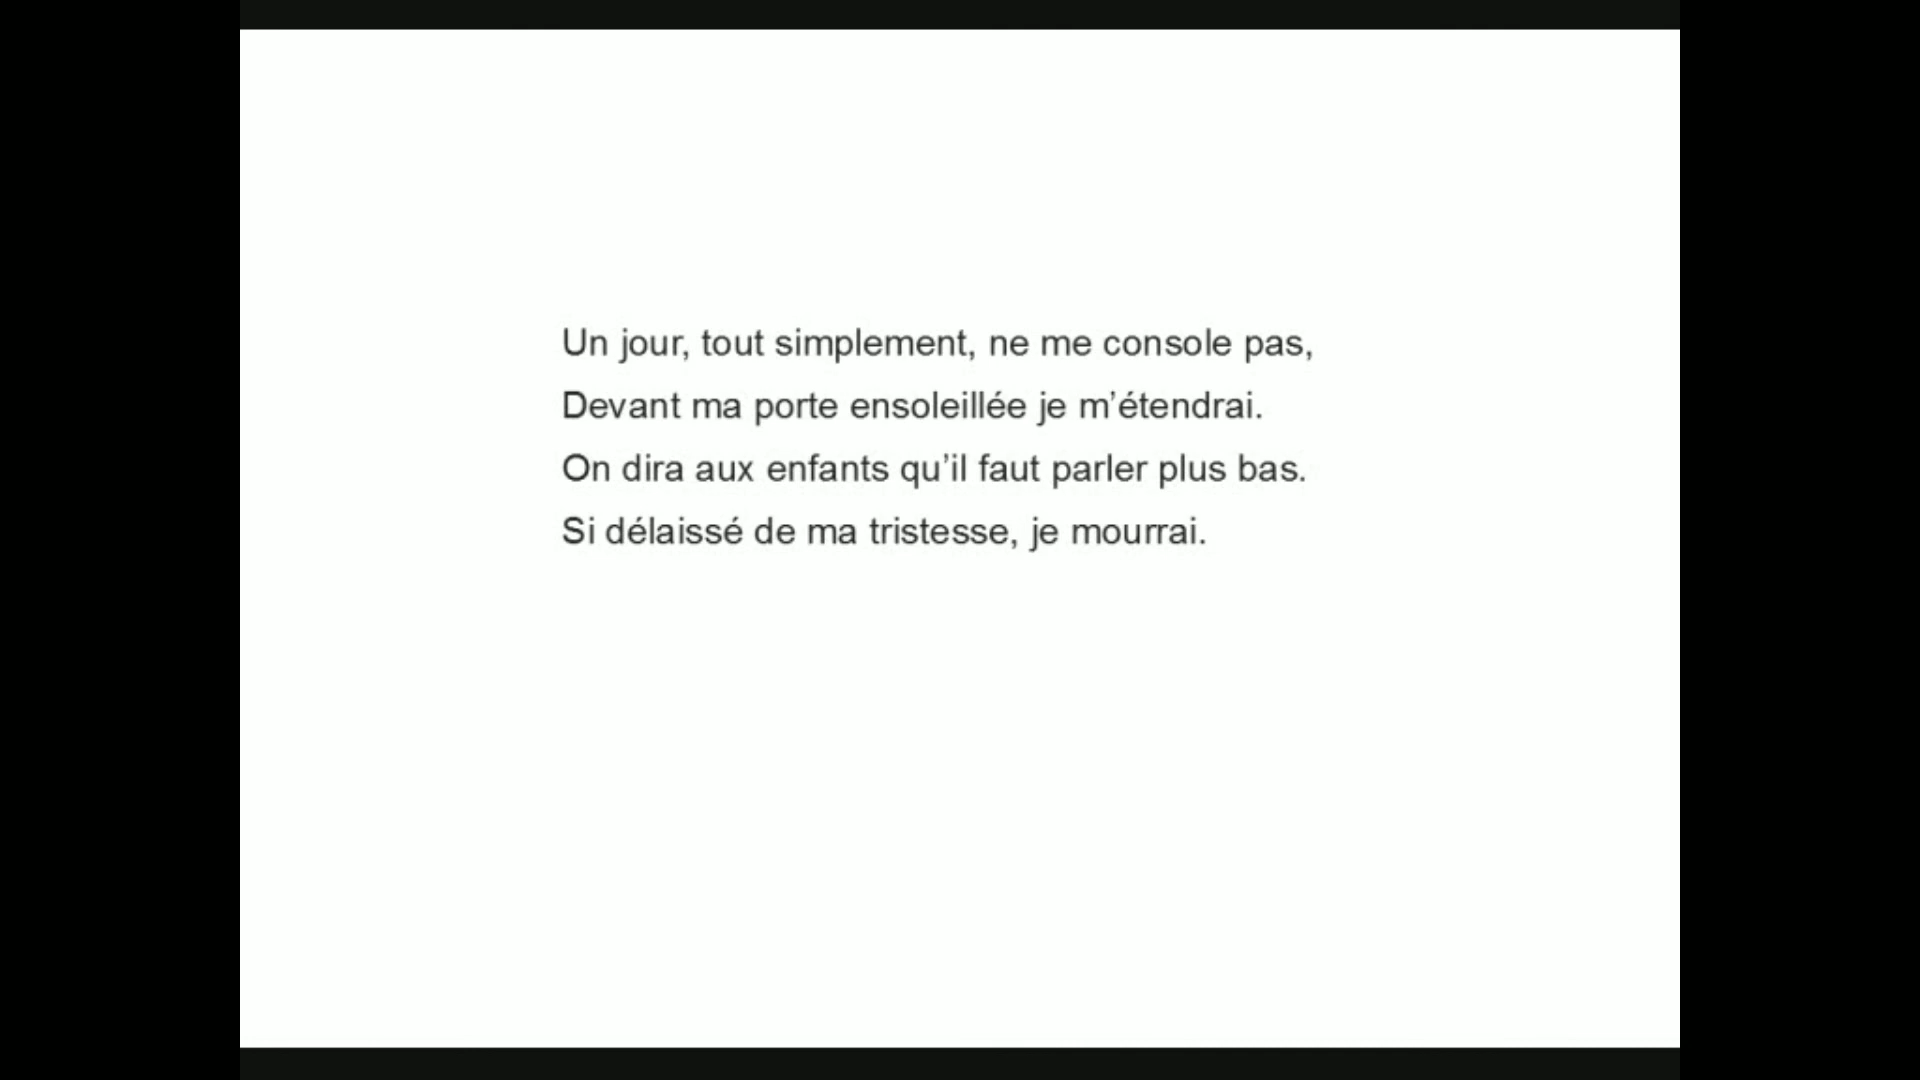 Un jour, tout simplement, ne me console pas,
Devant ma porte ensoleillée je m’étendrai.
On dira aux enfants qu’il faut parler plus bas.
Si délaissé de ma tristesse, je mourrai.